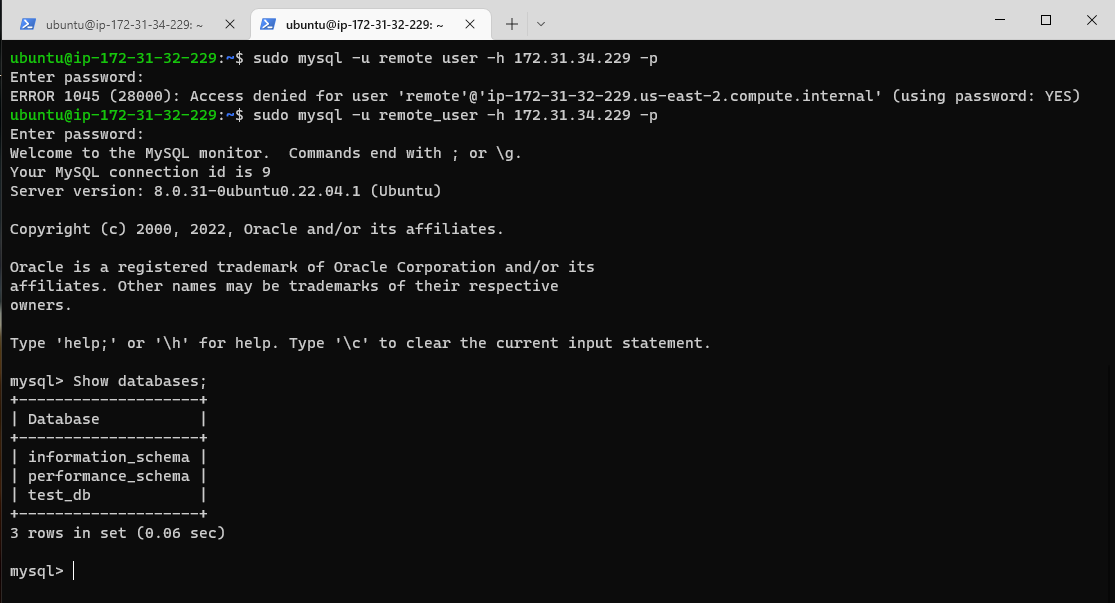 ubuntu@ip-172-31-34-229: ~
ubuntu@ip-172-31-32-229: ~
ubuntu@ip-172-31-32-229:~$ sudo mysql -u remote user -h 172.31.34.229 -p
Enter password:
ERROR 1045 (28000): Access denied for user 'remote'@'ip-172-31-32-229.us-east-2.compute.internal' (using password: YES)
ubuntu@ip-172-31-32-229:~$ sudo mysql -u remote_user -h 172.31.34.229 -p
Enter password:
Welcome to the MySQL monitor.  Commands end with ; or \g.
Your MySQL connection id is 9
Server version: 8.0.31-0ubuntu0.22.04.1 (Ubuntu)

Copyright (c) 2000, 2022, Oracle and/or its affiliates.

Oracle is a registered trademark of Oracle Corporation and/or its
affiliates. Other names may be trademarks of their respective
owners.

Type 'help;' or '\h' for help. Type '\c' to clear the current input statement.

mysql> Show databases;
+--------------------+
| Database           |
+--------------------+
| information_schema |
| performance_schema |
| test_db            |
+--------------------+
3 rows in set (0.06 sec)

mysql>